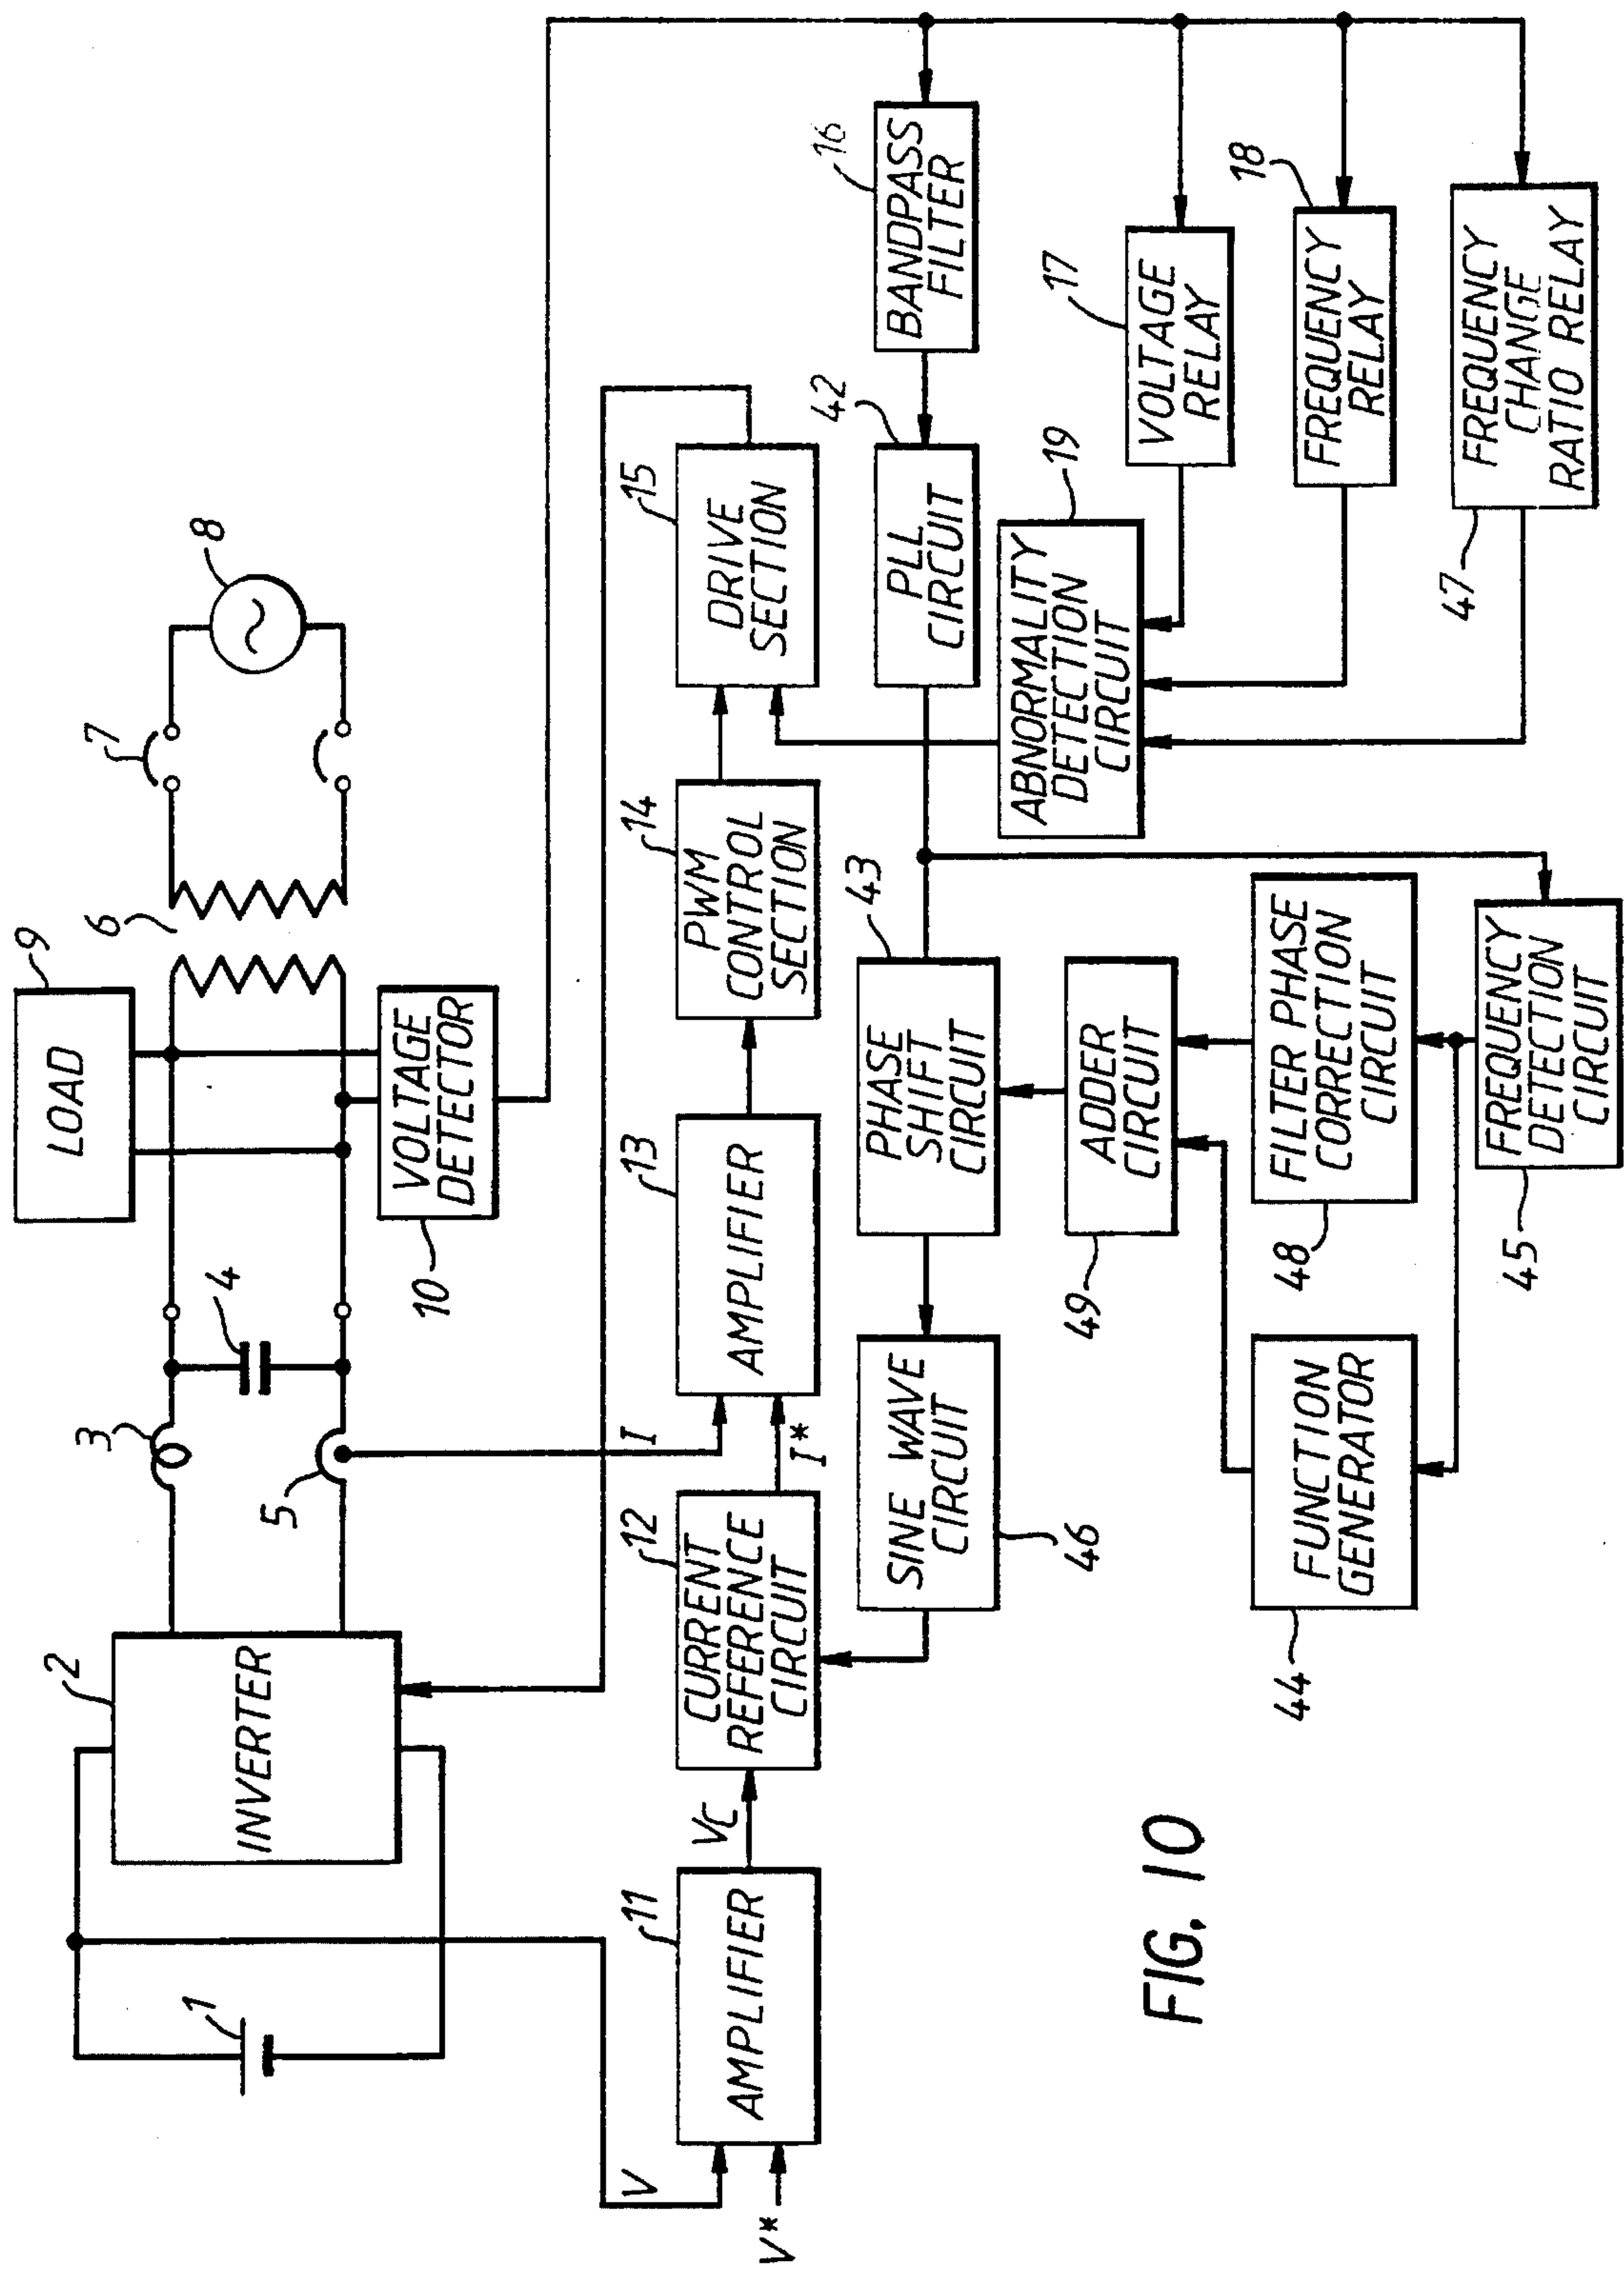 LOAD
9
6
7
8
2
INVERTER
1
3
5
4
VOLTAGE
DETECTOR
10
V
V*
11
AMPLIFIER
VC
12
CURRENT
REFERENCE
CIRCUIT
I
I*
13
AMPLIFIER
14
PWM
CONTROL
SECTION
15
DRIVE
SECTION
SINE WAVE
CIRCUIT
46
43
PHASE
SHIFT
CIRCUIT
42
PLL
CIRCUIT
16
BANDPASS
FILTER
49
ADDER
CIRCUIT
19
ABNORMALITY
DETECTION
CIRCUIT
17
VOLTAGE
RELAY
44
FUNCTION
GENERATOR
48
FILTER PHASE
CORRECTION
CIRCUIT
18
FREQUENCY
RELAY
45
FREQUENCY
DETECTION
CIRCUIT
47
FREQUENCY
CHANGE
RATIO RELAY
FIG. 10